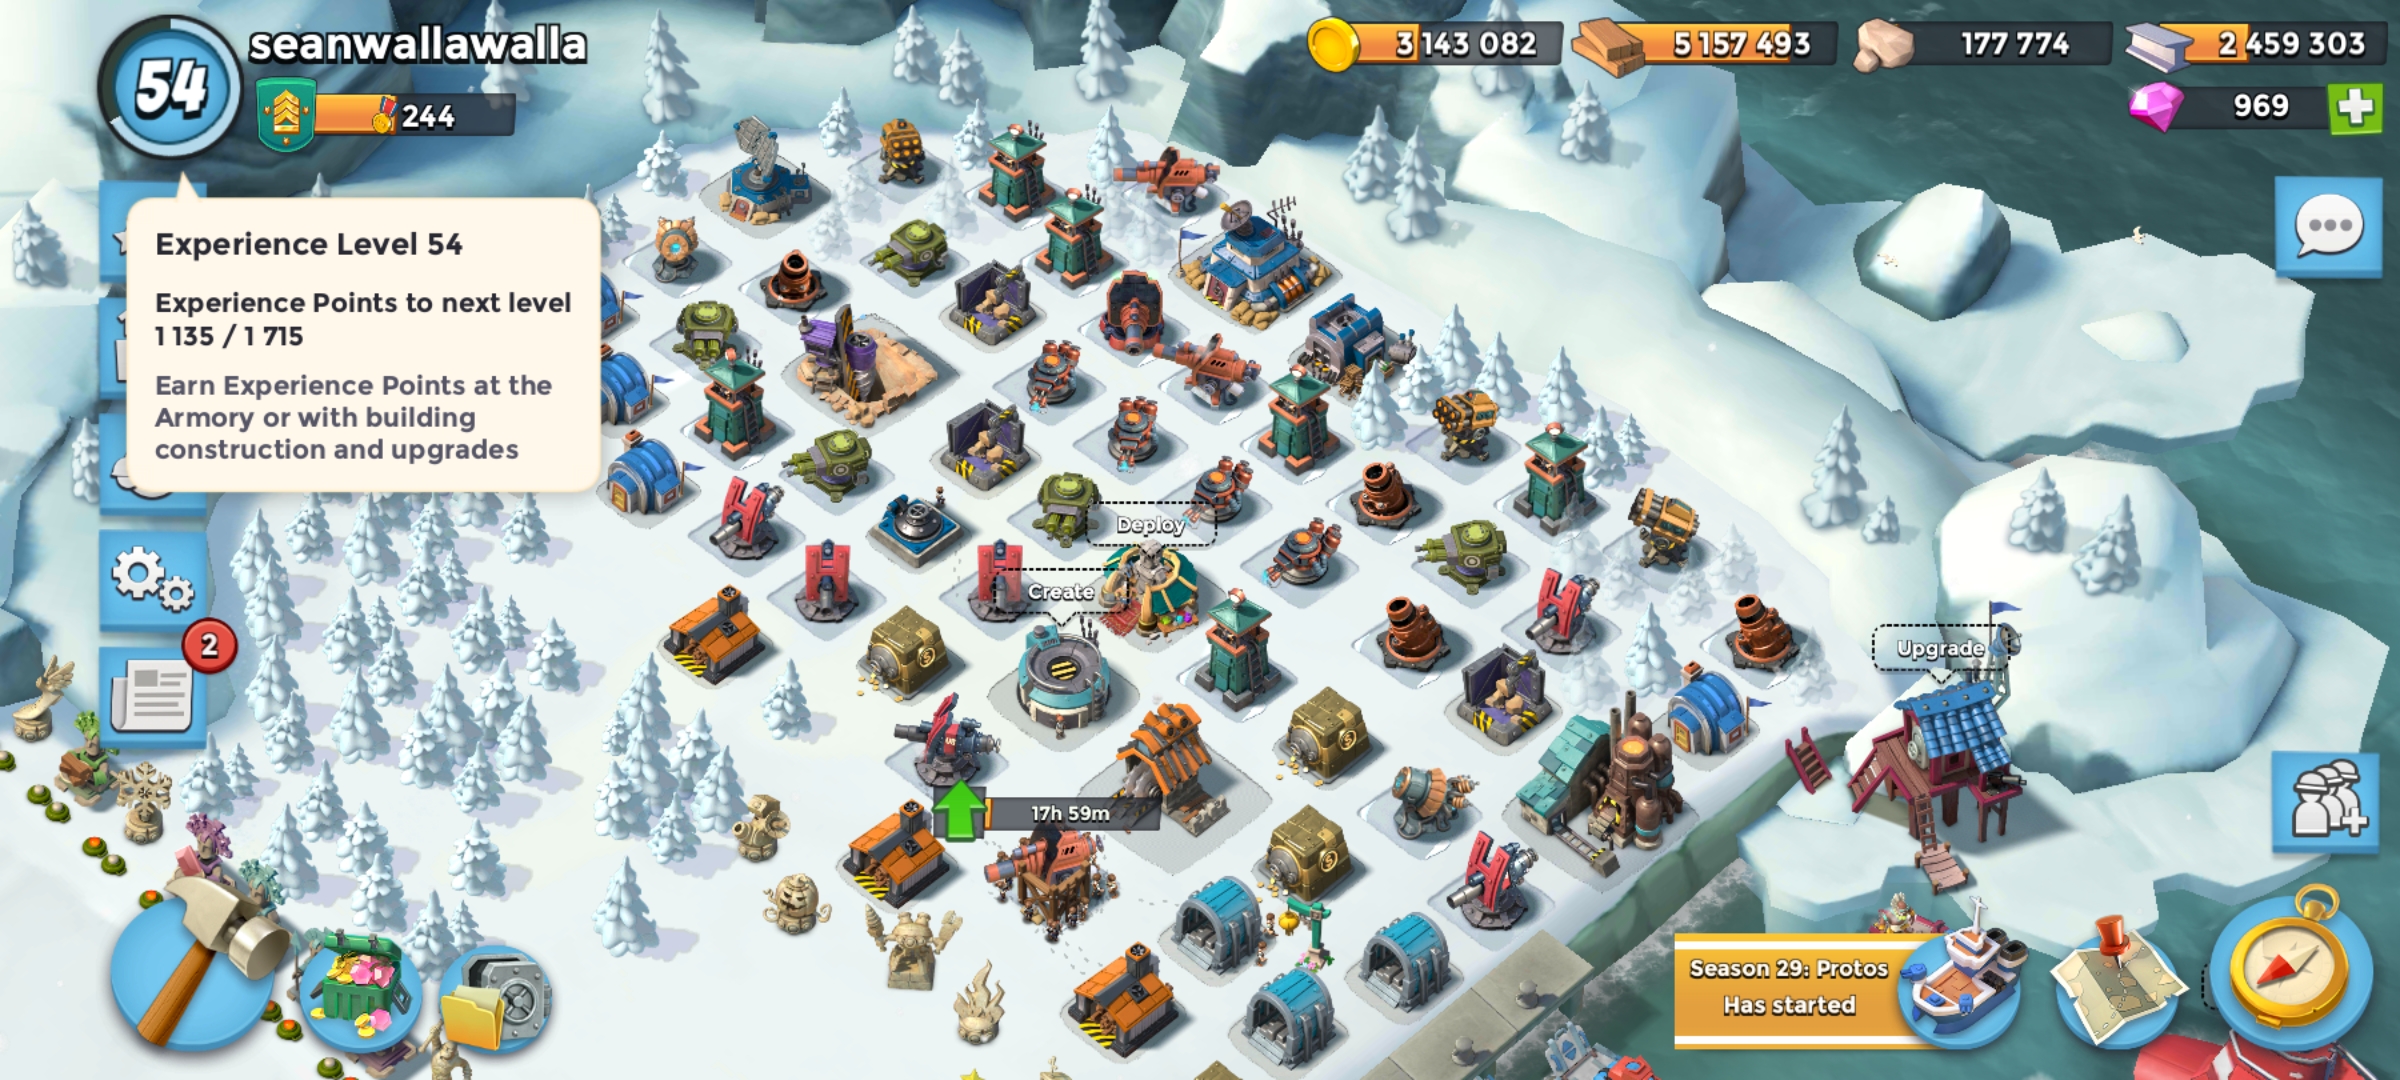 54
seanwallawalla
244
3 143 082
5 157 493
177 774
2 459 303
969
Experience Level 54
Experience Points to next level
1 135 / 1 715
Earn Experience Points at the
Armory or with building
construction and upgrades
Deploy
Create
Upgrade
2
17h 59m
Season 29: Protos
Has started